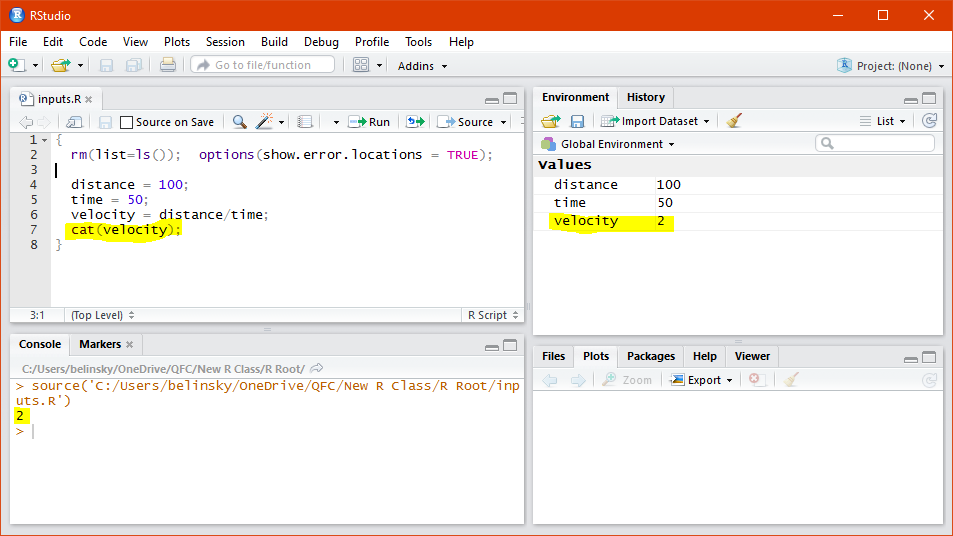 RStudio
File Edit Code View Plots Session Build Debug Profile Tools Help
Go to file/function Addins Project: (None)
inputs.R
Source on Save Run Source
1 {
2 rm(list=ls()); options(show.error.locations = TRUE);
3
4 distance = 100;
5 time = 50;
6 velocity = distance/time;
7 cat(velocity);
8 }
3:1 (Top Level) R Script
Console Markers
C:/Users/belinsky/OneDrive/QFC/New R Class/R Root/
> source('C:/Users/belinsky/OneDrive/QFC/New R Class/R Root/inp
uts.R')
2
>
Environment History
Import Dataset List
Global Environment
Values
distance 100
time 50
velocity 2
Files Plots Packages Help Viewer
Zoom Export